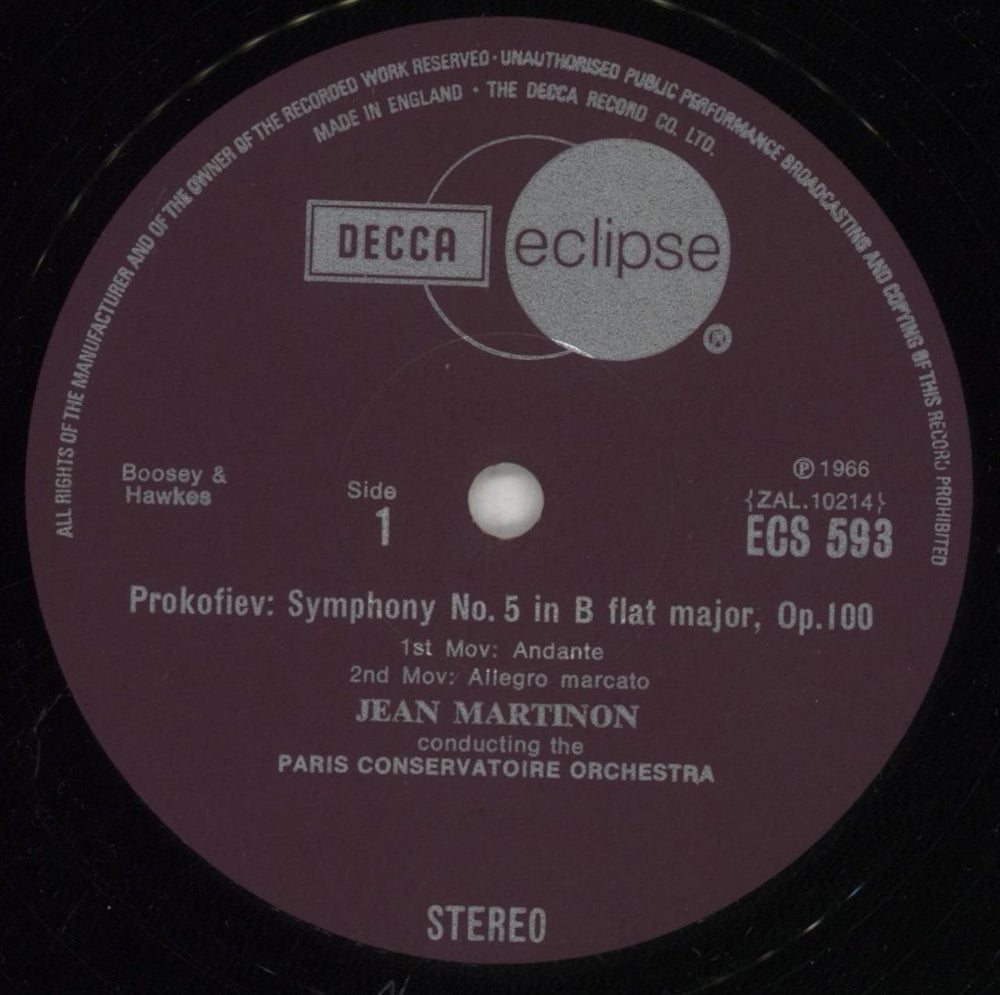 ALL RIGHTS OF THE MANUFACTURER AND OF THE OWNER OF THE RECORDED WORK RESERVED · UNAUTHORISED PUBLIC PERFORMANCE BROADCASTING AND COPYING OF THIS RECORD PROHIBITED
MADE IN ENGLAND · THE DECCA RECORD CO. LTD.
DECCA eclipse
®
Boosey &
Hawkes
Side
1
℗ 1966
{ZAL.10214}
ECS 593
Prokofiev: Symphony No. 5 in B flat major, Op.100
1st Mov: Andante
2nd Mov: Allegro marcato
JEAN MARTINON
conducting the
PARIS CONSERVATOIRE ORCHESTRA
STEREO